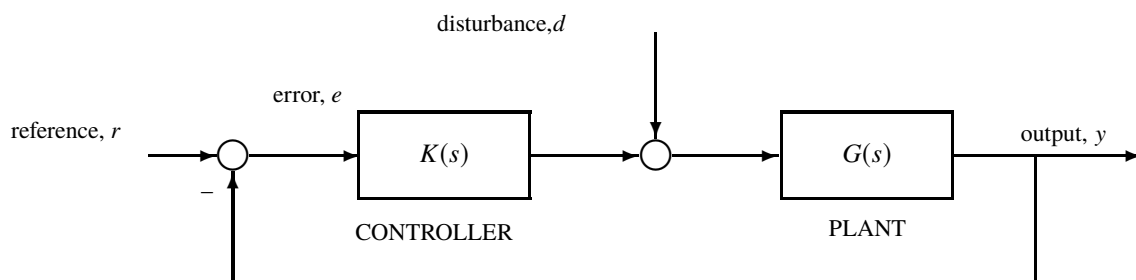 disturbance,d
error, e
reference, r
K(s)
G(s)
output, y
–
CONTROLLER
PLANT